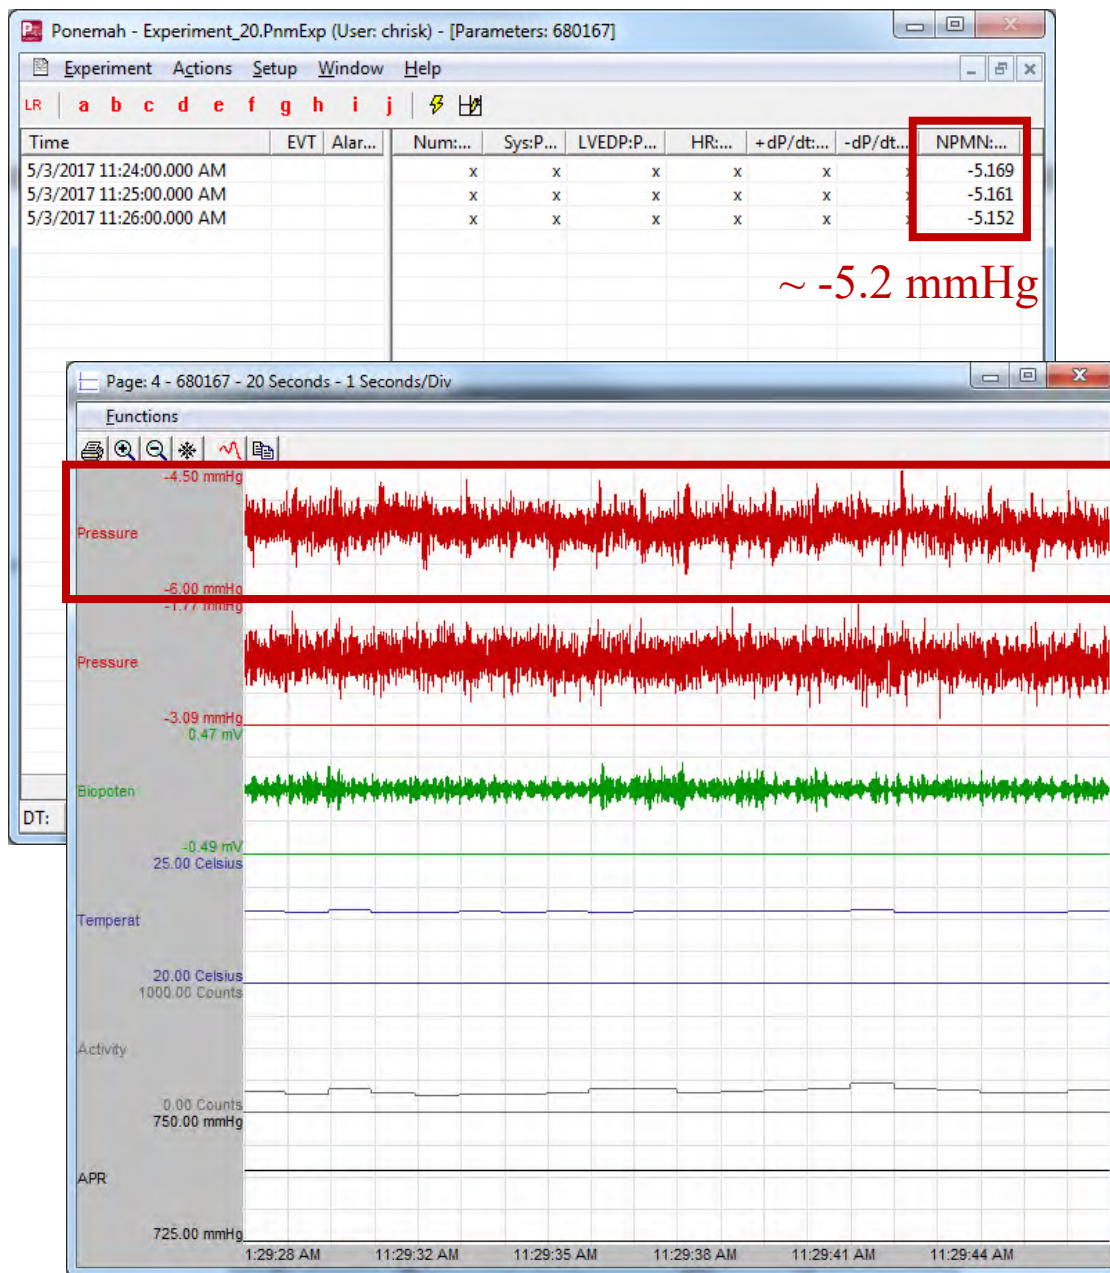 Ponemah - Experiment_20.PnmExp (User: chrisk) - [Parameters: 680167]
Experiment Actions Setup Window Help
LR a b c d e f g h i j
Time EVT Alar... Num:... Sys:P... LVEDP:P... HR:... +dP/dt:... -dP/dt... NPMN:...
5/3/2017 11:24:00.000 AM x x x x x x -5.169
5/3/2017 11:25:00.000 AM x x x x x x -5.161
5/3/2017 11:26:00.000 AM x x x x x x -5.152
~ -5.2 mmHg
Page: 4 - 680167 - 20 Seconds - 1 Seconds/Div
Functions
-4.50 mmHg
Pressure
-6.00 mmHg
-1.77 mmHg
Pressure
-3.09 mmHg
0.47 mV
Biopoten
-0.49 mV
25.00 Celsius
Temperat
20.00 Celsius
1000.00 Counts
Activity
0.00 Counts
750.00 mmHg
APR
725.00 mmHg
1:29:28 AM 11:29:32 AM 11:29:35 AM 11:29:38 AM 11:29:41 AM 11:29:44 AM
DT: